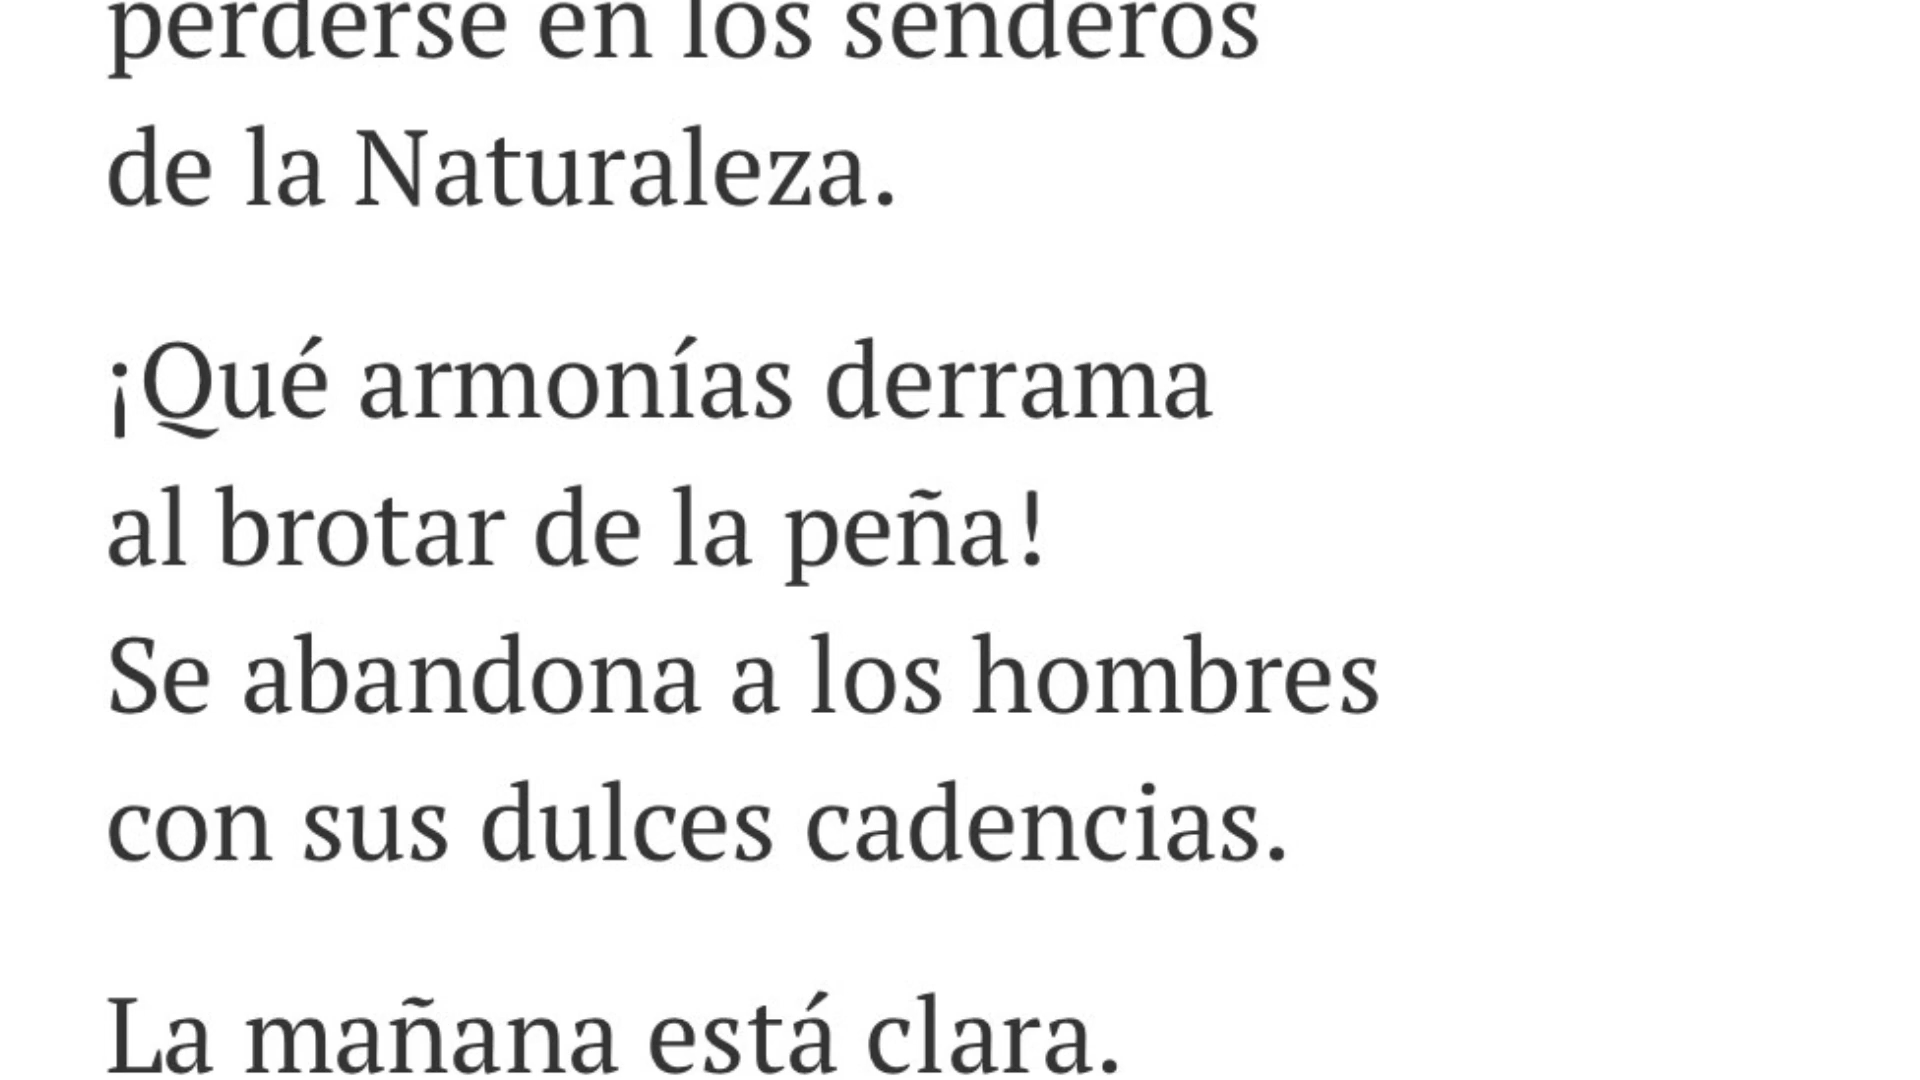 perderse en los senderos
de la Naturaleza.
¡Qué armonías derrama
al brotar de la peña!
Se abandona a los hombres
con sus dulces cadencias.
La mañana está clara.